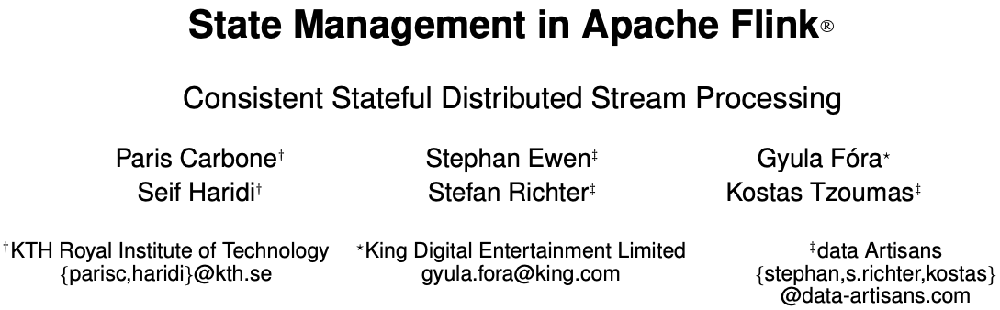 State Management in Apache Flink®
Consistent Stateful Distributed Stream Processing
Paris Carbone† Stephan Ewen‡ Gyula Fóra⋆
Seif Haridi† Stefan Richter‡ Kostas Tzoumas‡
†KTH Royal Institute of Technology ⋆King Digital Entertainment Limited ‡data Artisans
{parisc,haridi}@kth.se gyula.fora@king.com {stephan,s.richter,kostas}
@data-artisans.com